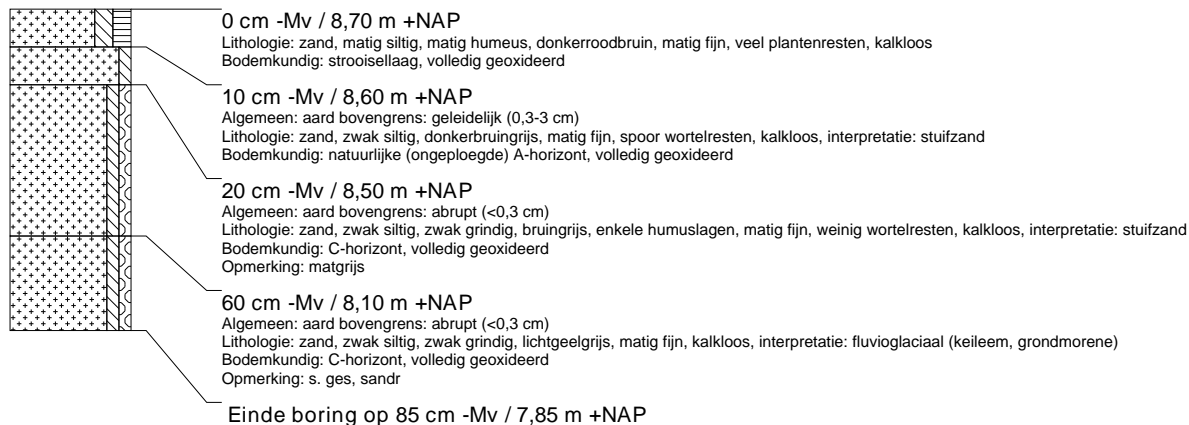 0 cm -Mv / 8,70 m +NAP
Lithologie: zand, matig siltig, matig humeus, donkerroodbruin, matig fijn, veel plantenresten, kalkloos
Bodemkundig: strooisellaag, volledig geoxideerd
10 cm -Mv / 8,60 m +NAP
Algemeen: aard bovengrens: geleidelijk (0,3-3 cm)
Lithologie: zand, zwak siltig, donkerbruingrijs, matig fijn, spoor wortelresten, kalkloos, interpretatie: stuifzand
Bodemkundig: natuurlijke (ongeploegde) A-horizont, volledig geoxideerd
20 cm -Mv / 8,50 m +NAP
Algemeen: aard bovengrens: abrupt (<0,3 cm)
Lithologie: zand, zwak siltig, zwak grindig, bruingrijs, enkele humuslagen, matig fijn, weinig wortelresten, kalkloos, interpretatie: stuifzand
Bodemkundig: C-horizont, volledig geoxideerd
Opmerking: matgrijs
60 cm -Mv / 8,10 m +NAP
Algemeen: aard bovengrens: abrupt (<0,3 cm)
Lithologie: zand, zwak siltig, zwak grindig, lichtgeelgrijs, matig fijn, kalkloos, interpretatie: fluvioglaciaal (keileem, grondmorene)
Bodemkundig: C-horizont, volledig geoxideerd
Opmerking: s. ges, sandr
Einde boring op 85 cm -Mv / 7,85 m +NAP